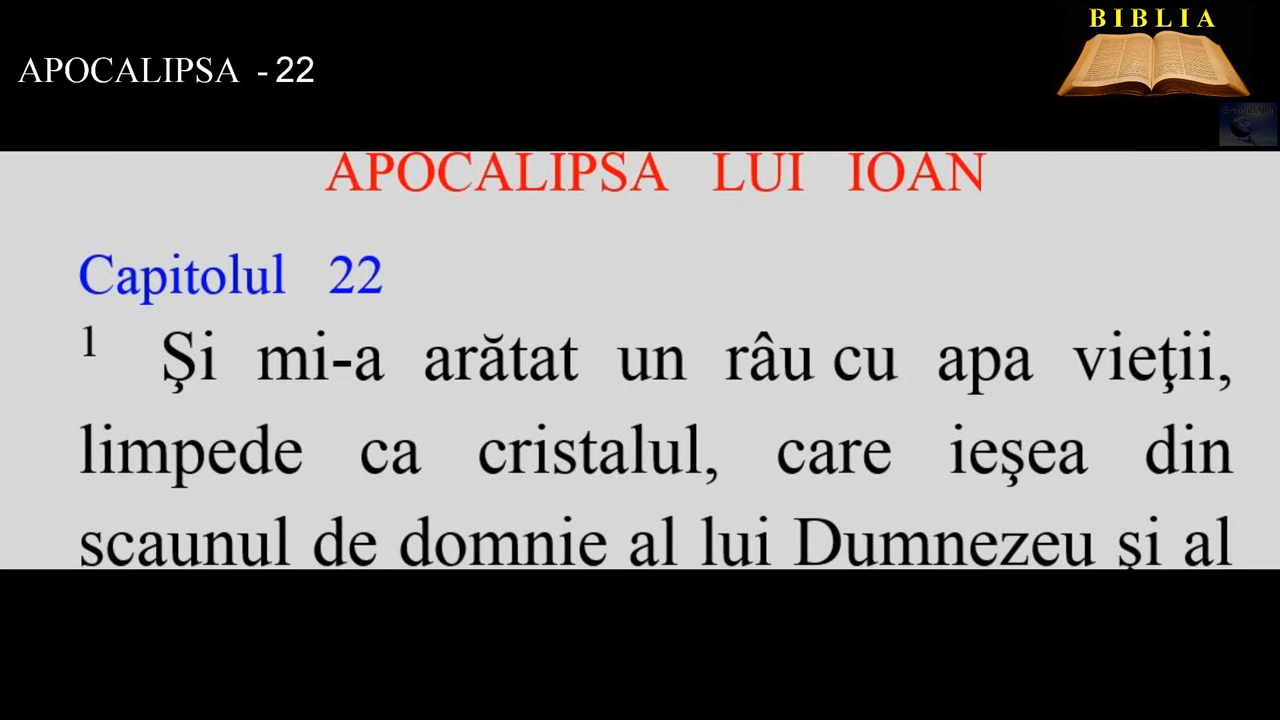 BIBLIA
APOCALIPSA - 22
APOCALIPSA LUI IOAN
Capitolul 22
1 Şi mi-a arătat un râu cu apa vieţii,
limpede ca cristalul, care ieşea din
scaunul de domnie al lui Dumnezeu şi al